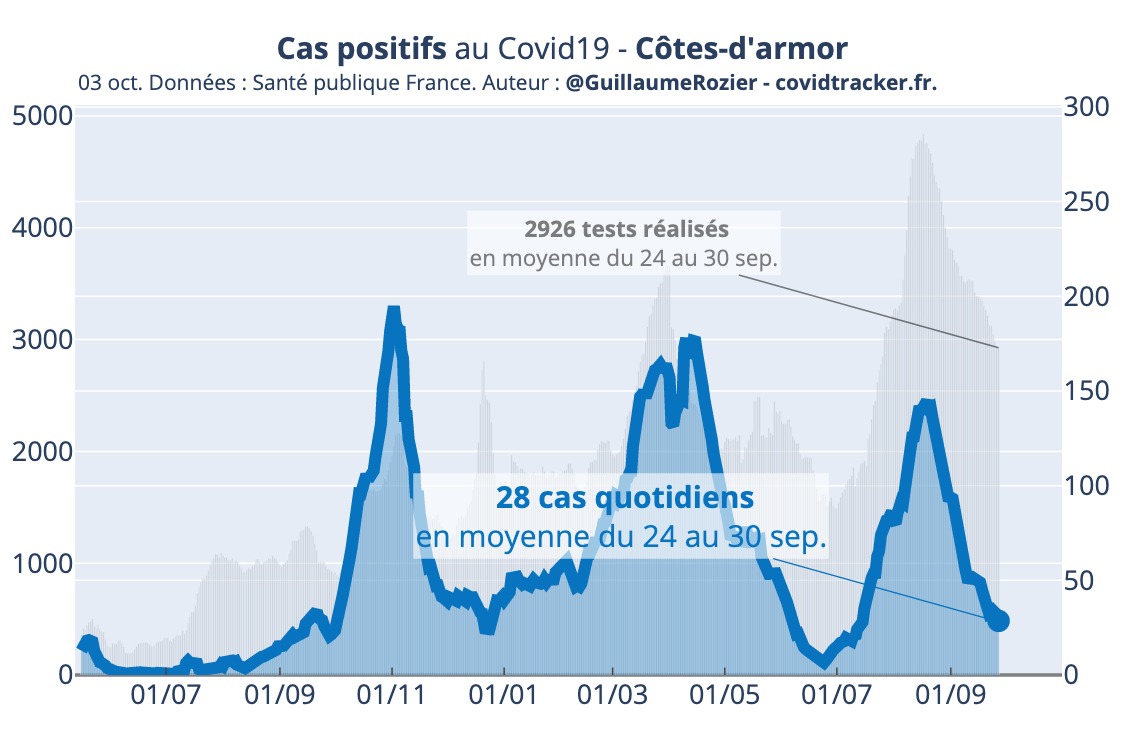 Cas positifs au Covid19 - Côtes-d'armor
03 oct. Données : Santé publique France. Auteur : @GuillaumeRozier - covidtracker.fr.
5000
4000
3000
2000
1000
0
300
250
200
150
100
50
0
2926 tests réalisés
en moyenne du 24 au 30 sep.
28 cas quotidiens
en moyenne du 24 au 30 sep.
01/07 01/09 01/11 01/01 01/03 01/05 01/07 01/09